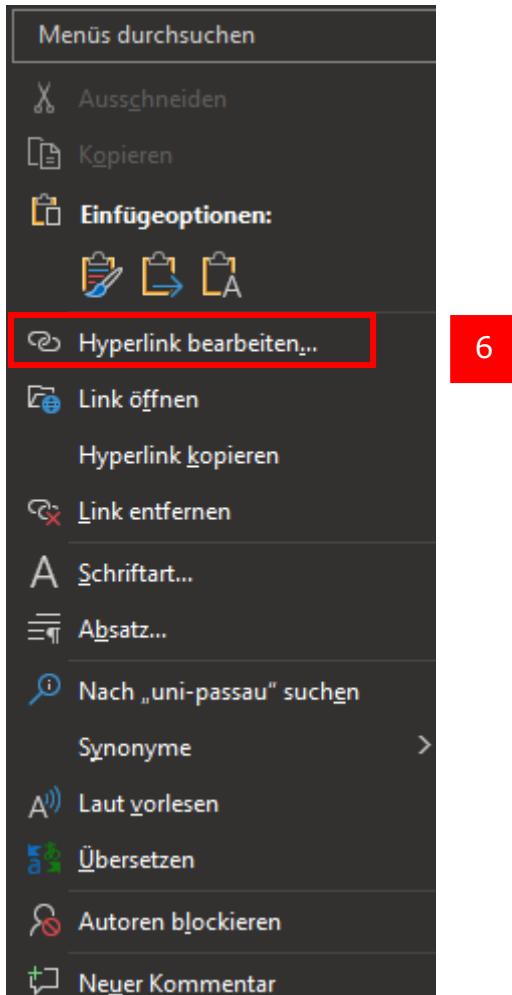 Menüs durchsuchen
Ausschneiden
Kopieren
Einfügeoptionen:
Hyperlink bearbeiten...
6
Link öffnen
Hyperlink kopieren
Link entfernen
Schriftart...
Absatz...
Nach „uni-passau“ suchen
Synonyme
Laut vorlesen
Übersetzen
Autoren blockieren
Neuer Kommentar